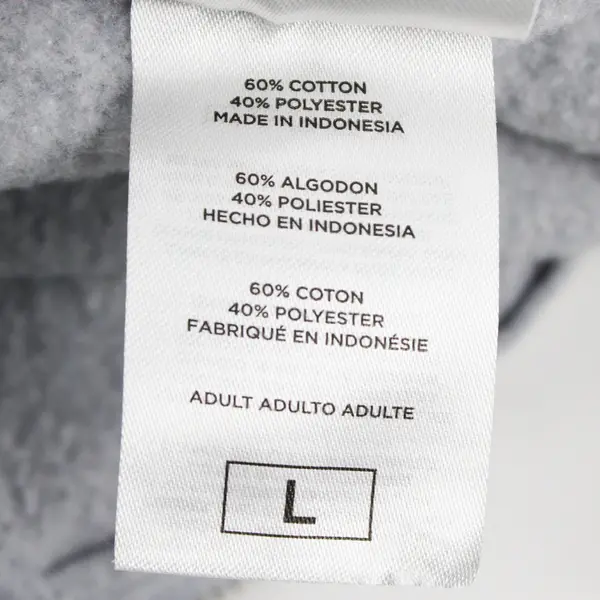 60% COTTON
40% POLYESTER
MADE IN INDONESIA
60% ALGODON
40% POLIESTER
HECHO EN INDONESIA
60% COTON
40% POLYESTER
FABRIQUÉ EN INDONÉSIE
ADULT ADULTO ADULTE
L